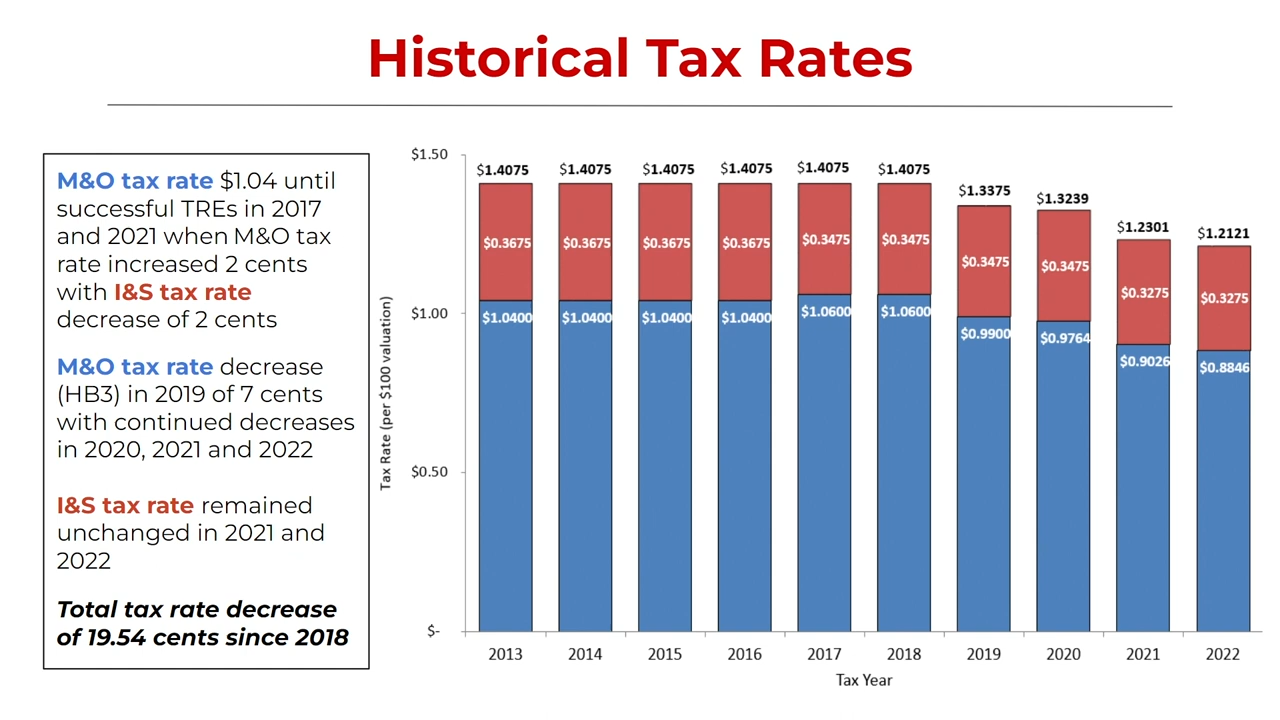 Historical Tax Rates
M&O tax rate $1.04 until
successful TREs in 2017
and 2021 when M&O tax
rate increased 2 cents
with I&S tax rate
decrease of 2 cents
M&O tax rate decrease
(HB3) in 2019 of 7 cents
with continued decreases
in 2020, 2021 and 2022
I&S tax rate remained
unchanged in 2021 and
2022
Total tax rate decrease
of 19.54 cents since 2018
Tax Rate (per $100 valuation)
$1.50
$1.00
$0.50
$-
$1.4075 $1.4075 $1.4075 $1.4075 $1.4075 $1.4075 $1.3375 $1.3239 $1.2301 $1.2121
$0.3675 $0.3675 $0.3675 $0.3675 $0.3475 $0.3475 $0.3475 $0.3475 $0.3275 $0.3275
$1.0400 $1.0400 $1.0400 $1.0400 $1.0600 $1.0600 $0.9900 $0.9764 $0.9026 $0.8846
2013 2014 2015 2016 2017 2018 2019 2020 2021 2022
Tax Year